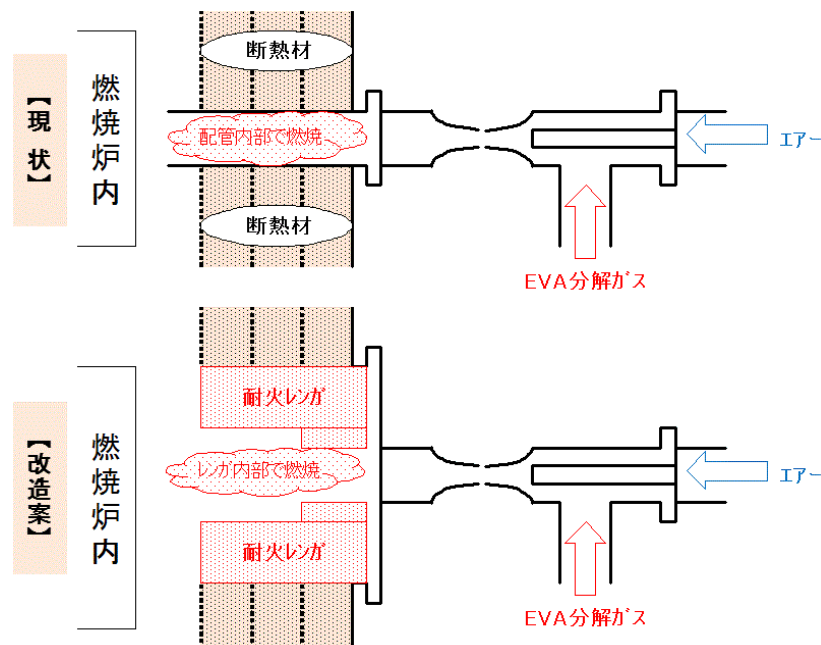 【現状】
燃焼炉内
断熱材
配管内部で燃焼
断熱材
エアー
EVA分解ガス
【改造案】
燃焼炉内
耐火レンガ
レンガ内部で燃焼
耐火レンガ
エアー
EVA分解ガス